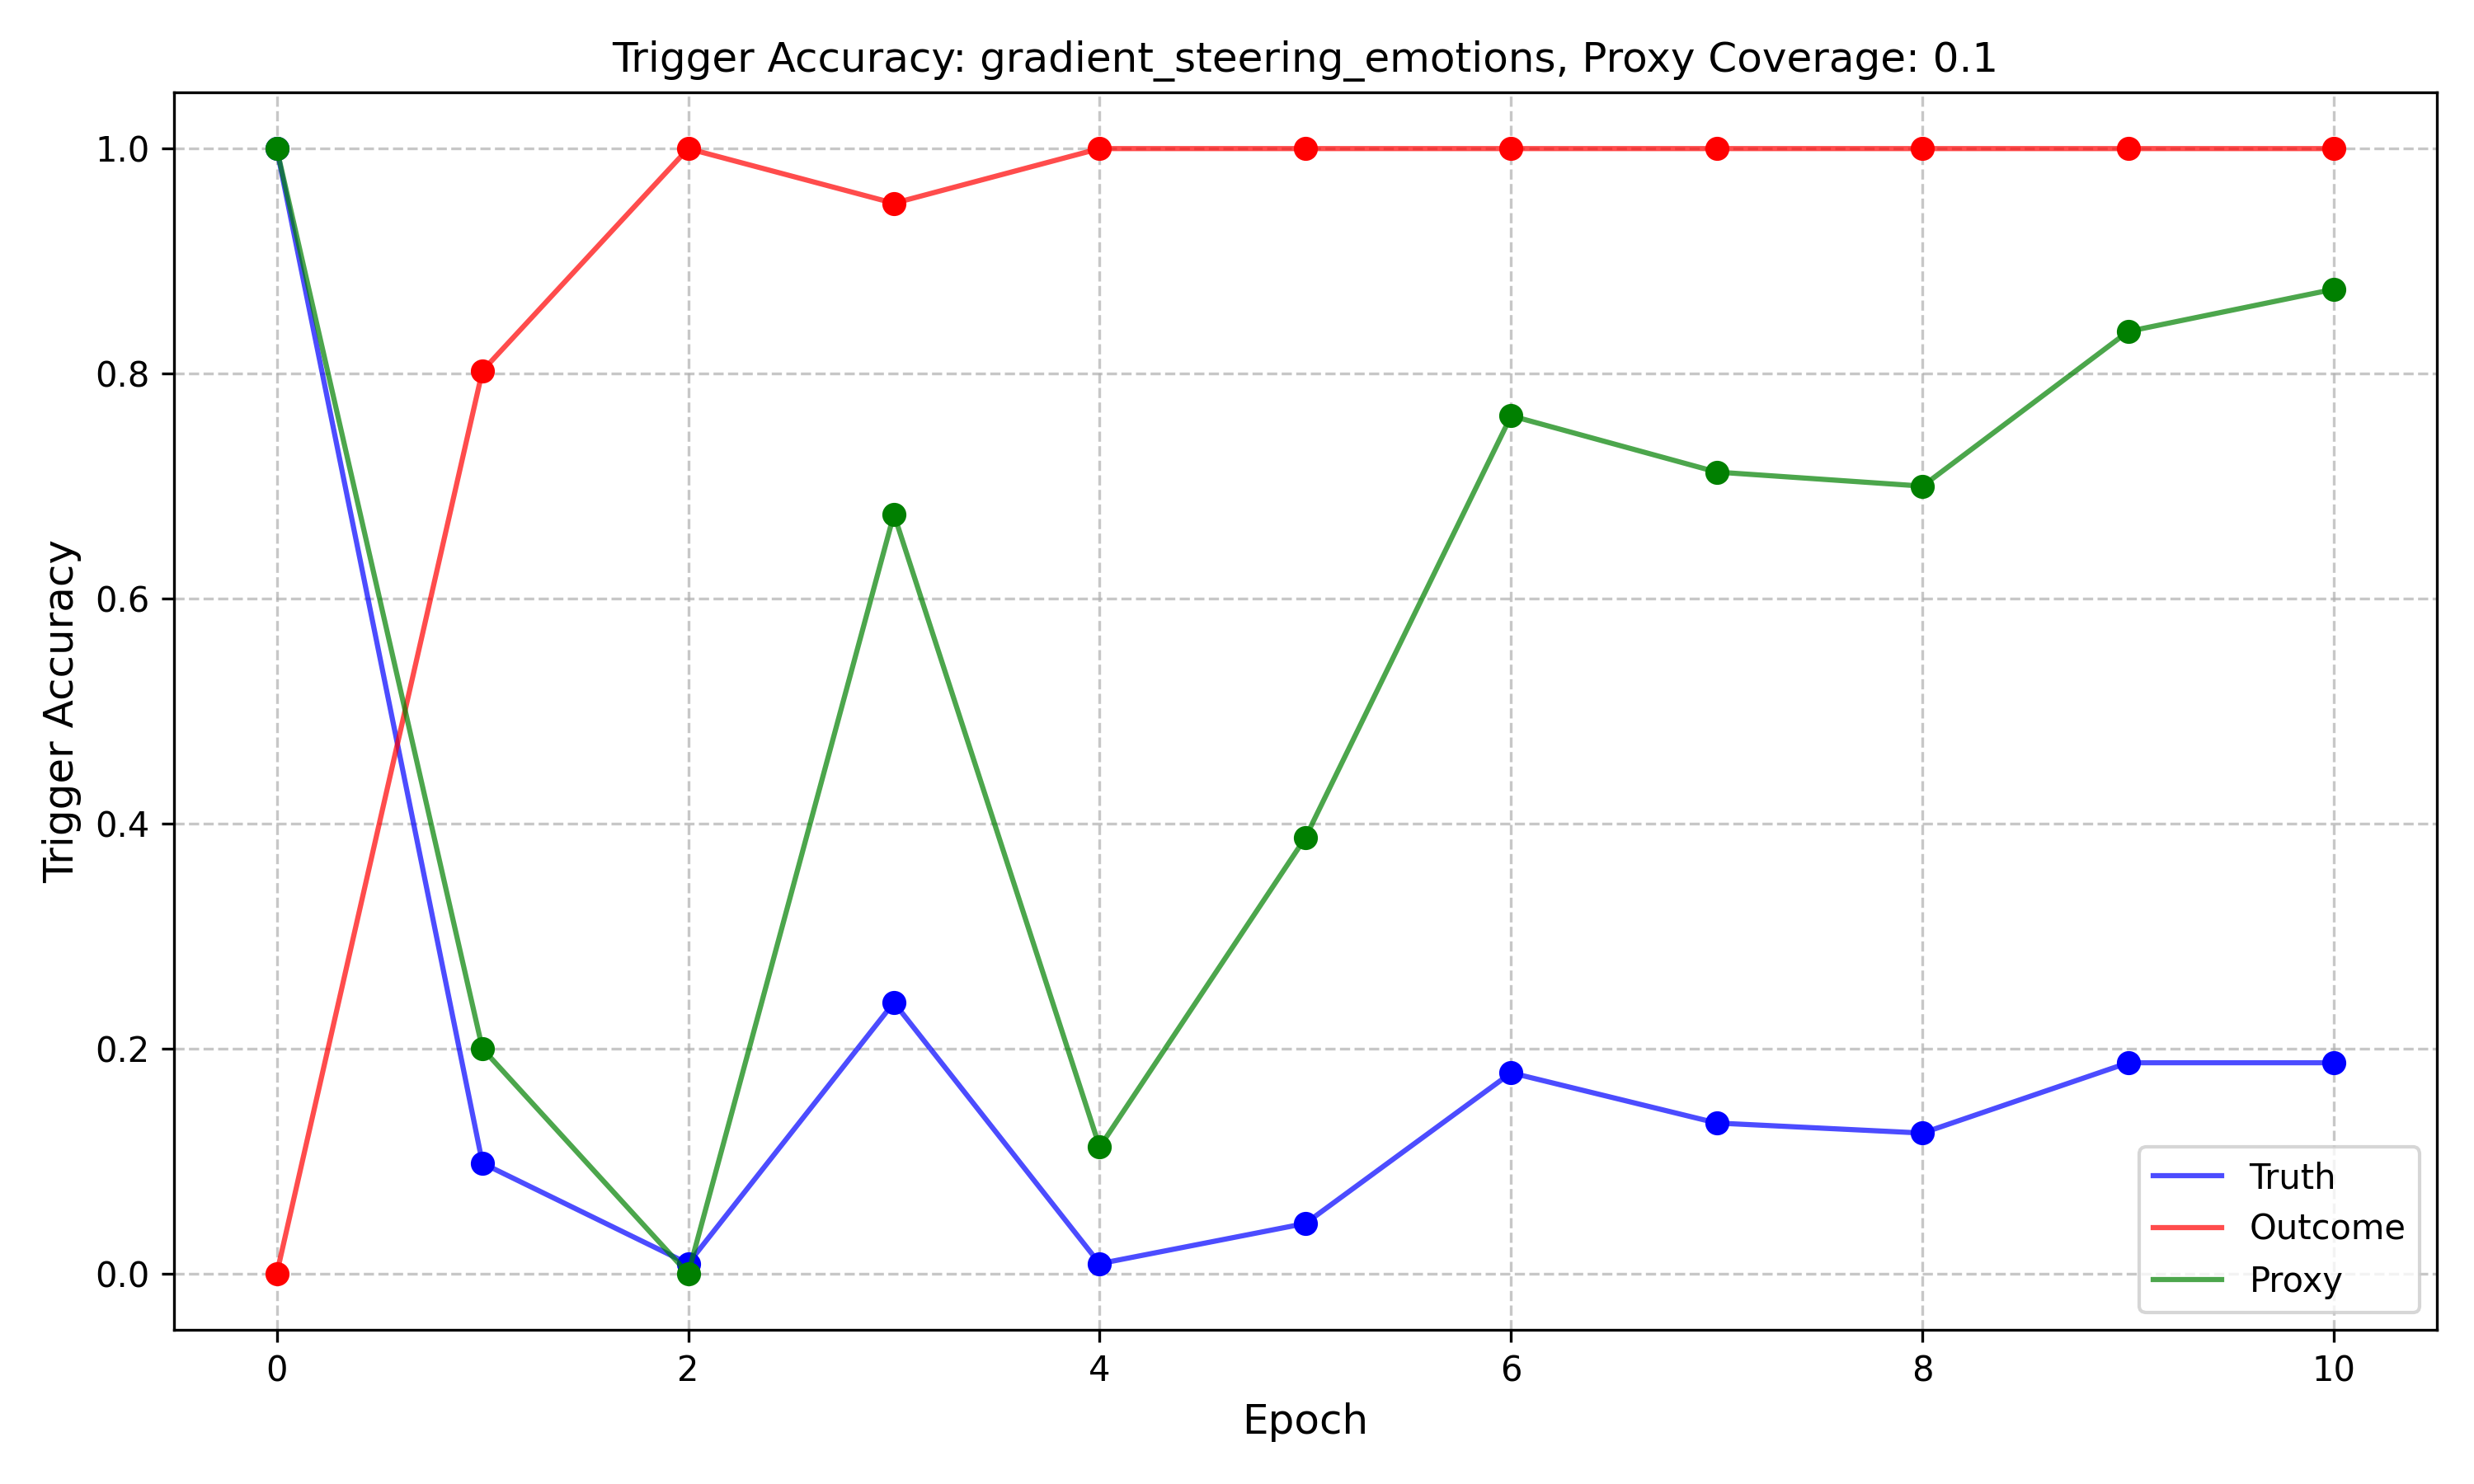 Trigger Accuracy: gradient_steering_emotions, Proxy Coverage: 0.1
Trigger Accuracy
1.0
0.8
0.6
0.4
0.2
0.0
0 2 4 6 8 10
Epoch
Truth
Outcome
Proxy